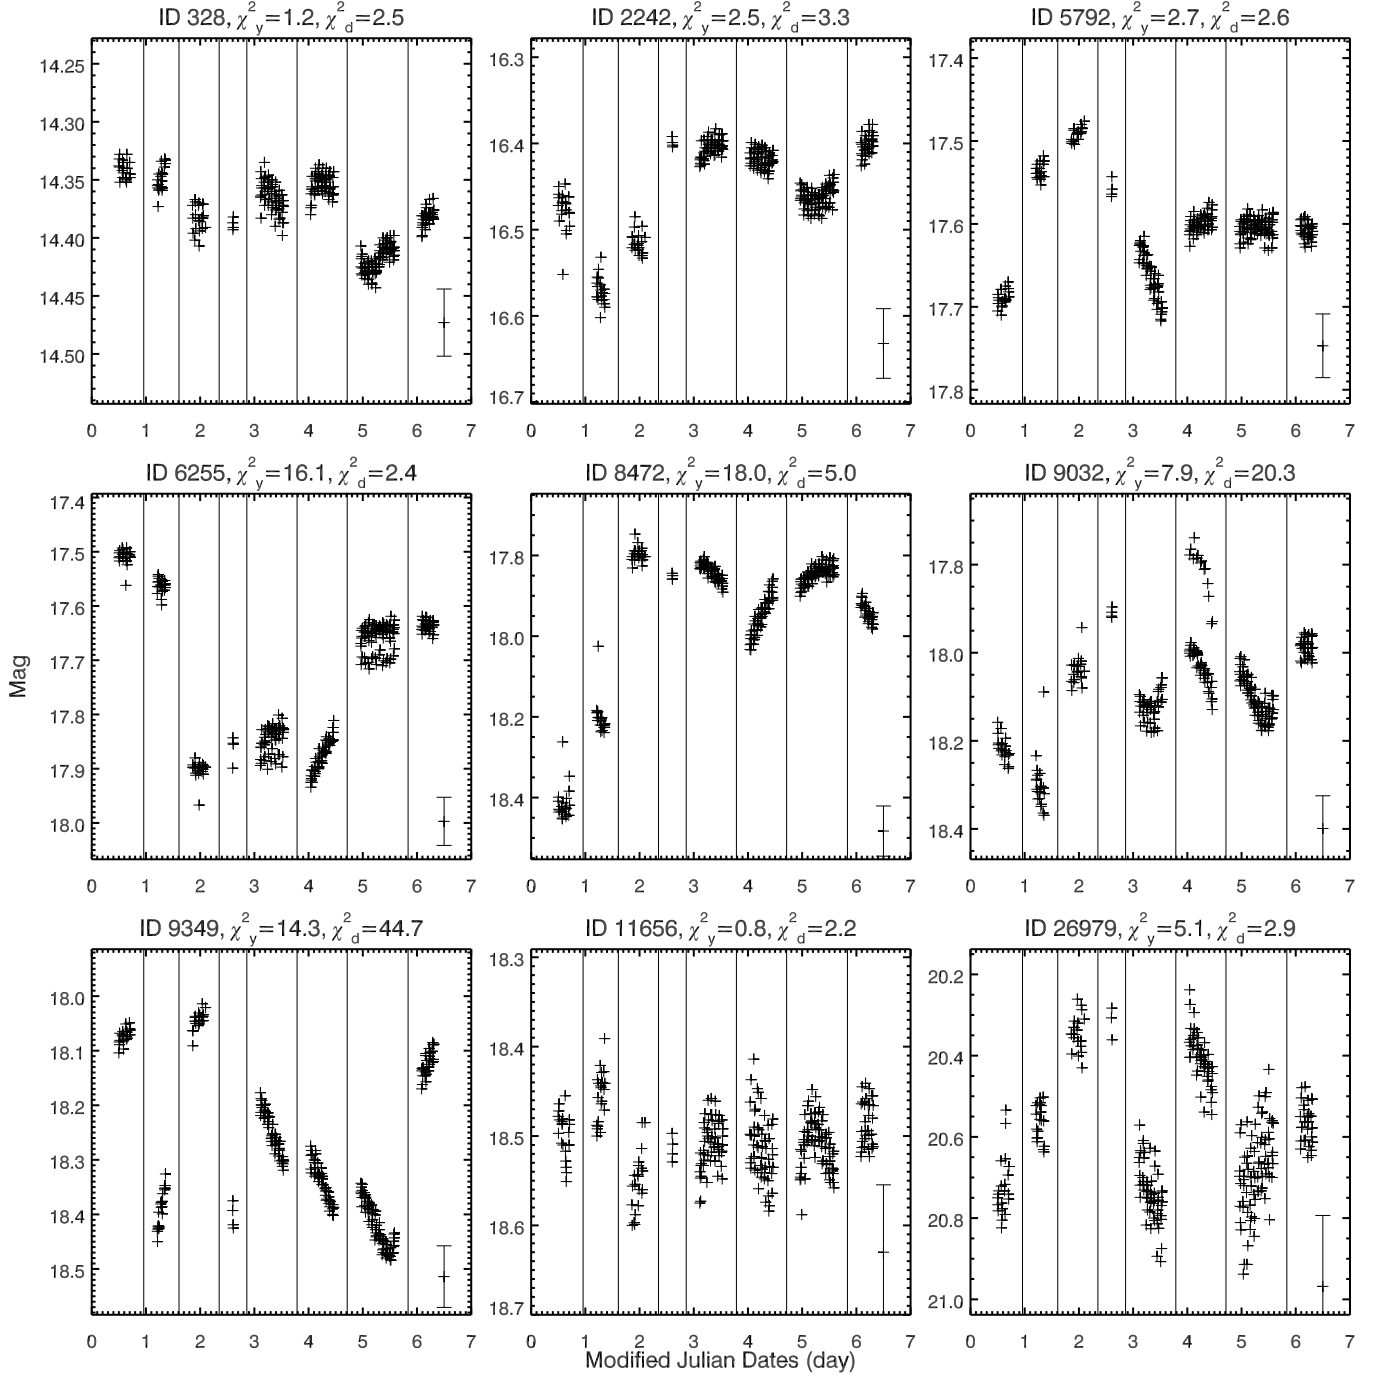 ID 328, χ²y=1.2, χ²d=2.5
ID 2242, χ²y=2.5, χ²d=3.3
ID 5792, χ²y=2.7, χ²d=2.6
14.25
14.30
14.35
14.40
14.45
14.50
0 1 2 3 4 5 6 7
16.3
16.4
16.5
16.6
16.7
0 1 2 3 4 5 6 7
17.4
17.5
17.6
17.7
17.8
0 1 2 3 4 5 6 7
ID 6255, χ²y=16.1, χ²d=2.4
ID 8472, χ²y=18.0, χ²d=5.0
ID 9032, χ²y=7.9, χ²d=20.3
Mag
17.4
17.5
17.6
17.7
17.8
17.9
18.0
0 1 2 3 4 5 6 7
17.8
18.0
18.2
18.4
0 1 2 3 4 5 6 7
17.8
18.0
18.2
18.4
0 1 2 3 4 5 6 7
ID 9349, χ²y=14.3, χ²d=44.7
ID 11656, χ²y=0.8, χ²d=2.2
ID 26979, χ²y=5.1, χ²d=2.9
18.0
18.1
18.2
18.3
18.4
18.5
0 1 2 3 4 5 6 7
18.3
18.4
18.5
18.6
18.7
0 1 2 3 4 5 6 7
20.2
20.4
20.6
20.8
21.0
0 1 2 3 4 5 6 7
Modified Julian Dates (day)